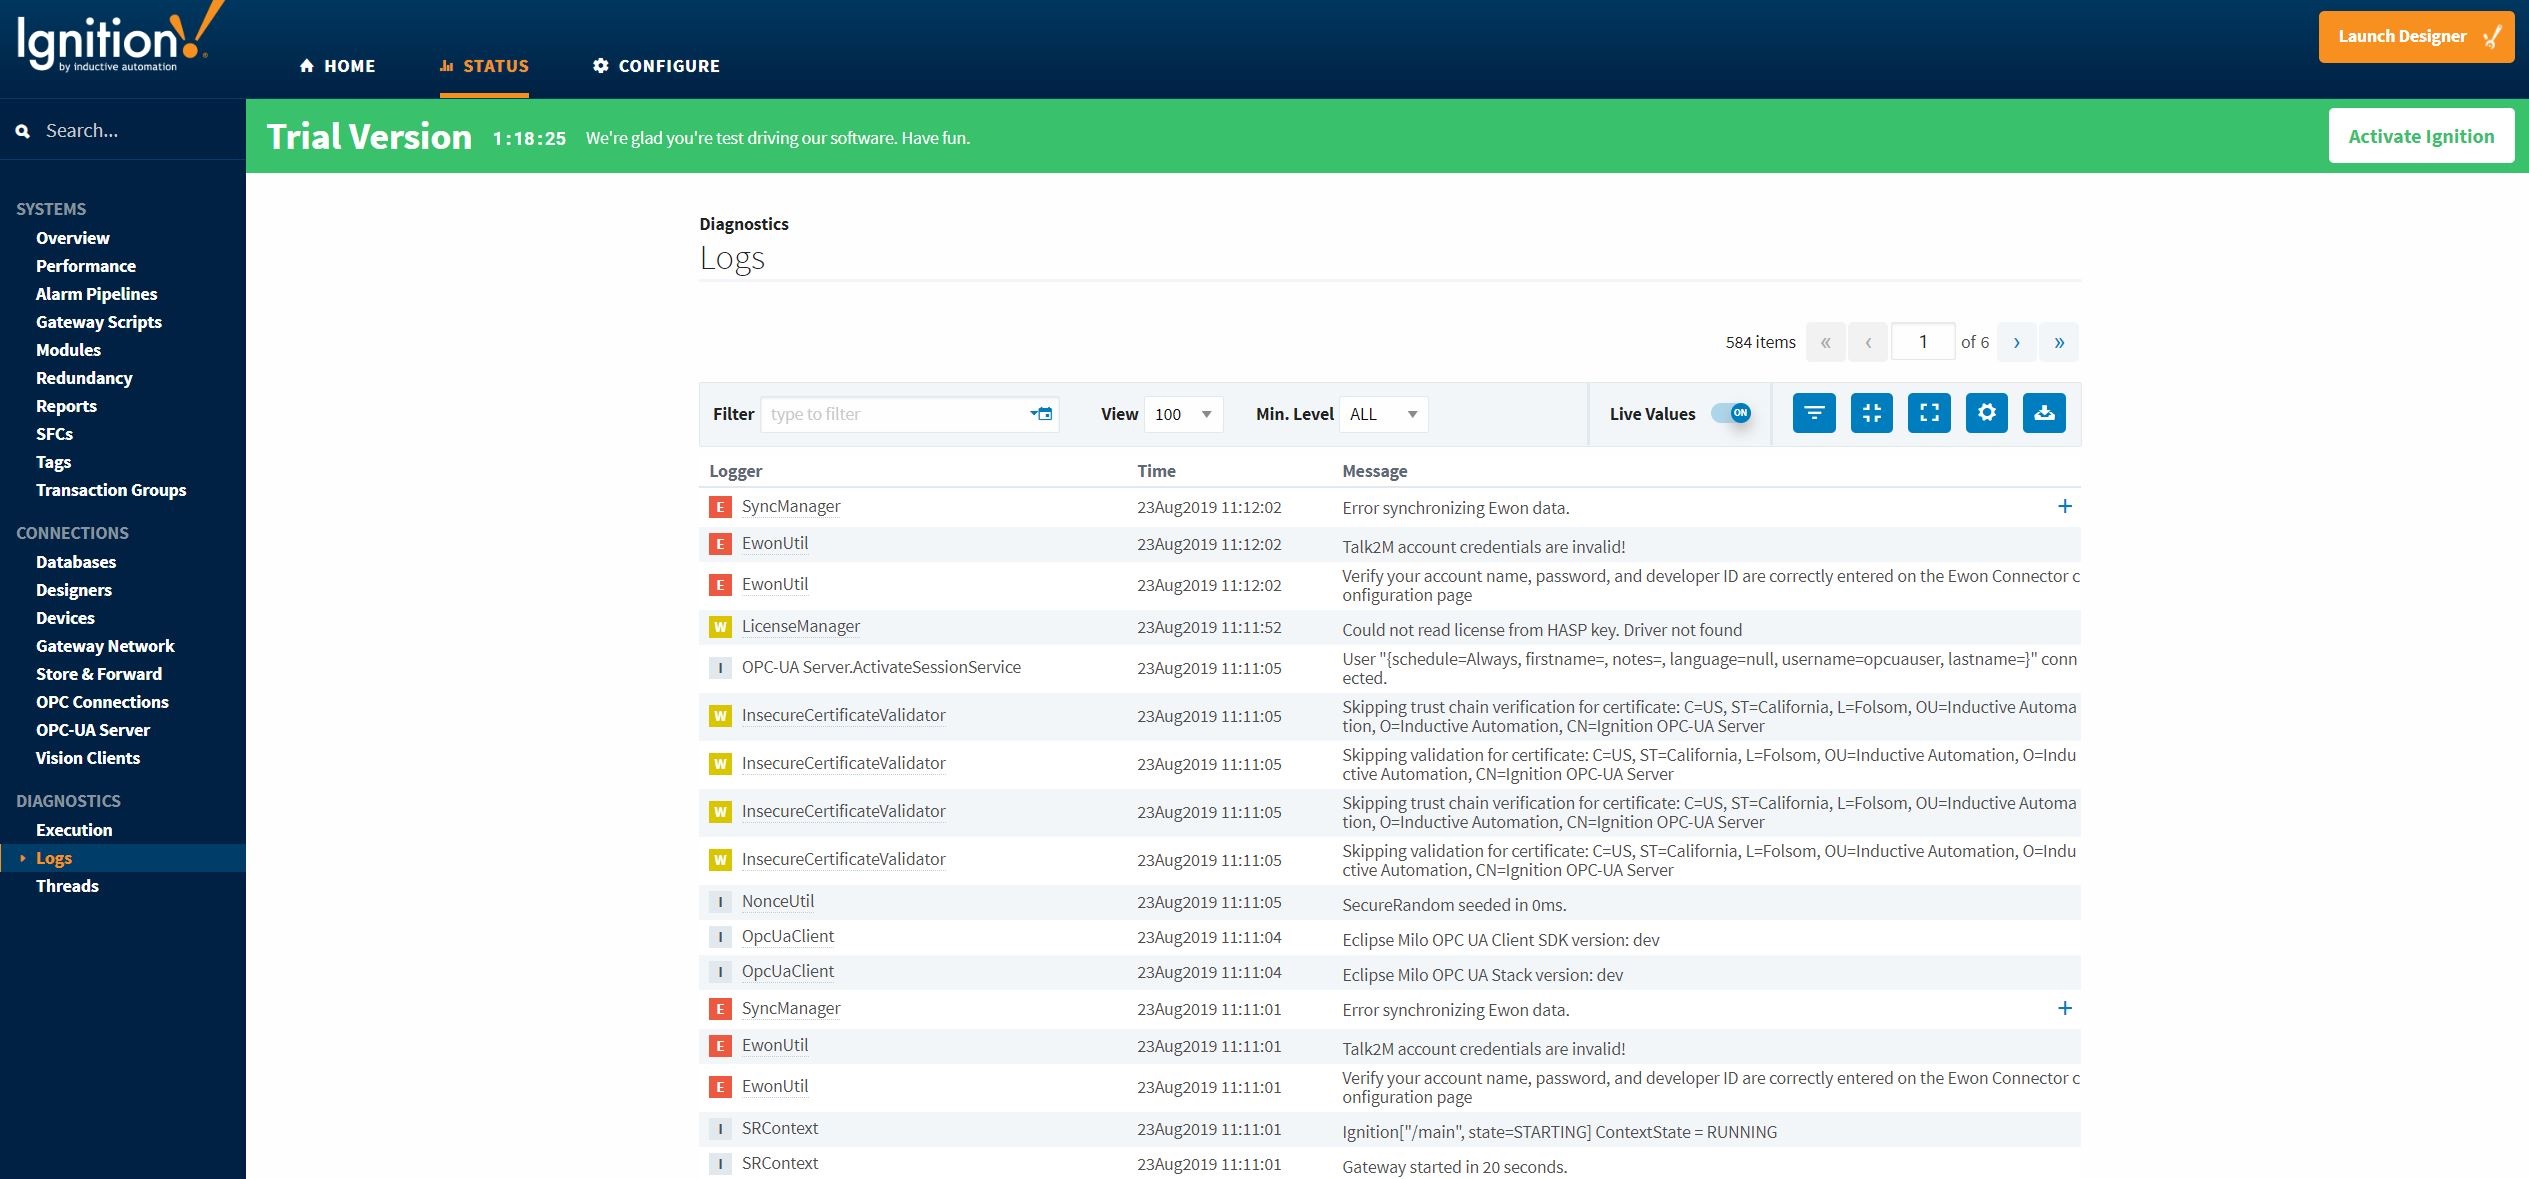 Ignition!
by inductive automation
HOME
STATUS
CONFIGURE
Launch Designer
Search...
Trial Version 1:18:25 We're glad you're test driving our software. Have fun.
Activate Ignition
SYSTEMS
Overview
Performance
Alarm Pipelines
Gateway Scripts
Modules
Redundancy
Reports
SFCs
Tags
Transaction Groups
CONNECTIONS
Databases
Designers
Devices
Gateway Network
Store & Forward
OPC Connections
OPC-UA Server
Vision Clients
DIAGNOSTICS
Execution
Logs
Threads
Diagnostics
Logs
584 items « ‹ 1 of 6 › »
Filter type to filter View 100 Min. Level ALL Live Values ON
Logger Time Message
E SyncManager 23Aug2019 11:12:02 Error synchronizing Ewon data. +
E EwonUtil 23Aug2019 11:12:02 Talk2M account credentials are invalid!
E EwonUtil 23Aug2019 11:12:02 Verify your account name, password, and developer ID are correctly entered on the Ewon Connector c
onfiguration page
W LicenseManager 23Aug2019 11:11:52 Could not read license from HASP key. Driver not found
I OPC-UA Server.ActivateSessionService 23Aug2019 11:11:05 User "{schedule=Always, firstname=, notes=, language=null, username=opcuauser, lastname=}" conn
ected.
W InsecureCertificateValidator 23Aug2019 11:11:05 Skipping trust chain verification for certificate: C=US, ST=California, L=Folsom, OU=Inductive Automa
tion, O=Inductive Automation, CN=Ignition OPC-UA Server
W InsecureCertificateValidator 23Aug2019 11:11:05 Skipping validation for certificate: C=US, ST=California, L=Folsom, OU=Inductive Automation, O=Indu
ctive Automation, CN=Ignition OPC-UA Server
W InsecureCertificateValidator 23Aug2019 11:11:05 Skipping trust chain verification for certificate: C=US, ST=California, L=Folsom, OU=Inductive Automa
tion, O=Inductive Automation, CN=Ignition OPC-UA Server
W InsecureCertificateValidator 23Aug2019 11:11:05 Skipping validation for certificate: C=US, ST=California, L=Folsom, OU=Inductive Automation, O=Indu
ctive Automation, CN=Ignition OPC-UA Server
I NonceUtil 23Aug2019 11:11:05 SecureRandom seeded in 0ms.
I OpcUaClient 23Aug2019 11:11:04 Eclipse Milo OPC UA Client SDK version: dev
I OpcUaClient 23Aug2019 11:11:04 Eclipse Milo OPC UA Stack version: dev
E SyncManager 23Aug2019 11:11:01 Error synchronizing Ewon data. +
E EwonUtil 23Aug2019 11:11:01 Talk2M account credentials are invalid!
E EwonUtil 23Aug2019 11:11:01 Verify your account name, password, and developer ID are correctly entered on the Ewon Connector c
onfiguration page
I SRContext 23Aug2019 11:11:01 Ignition["/main", state=STARTING] ContextState = RUNNING
I SRContext 23Aug2019 11:11:01 Gateway started in 20 seconds.